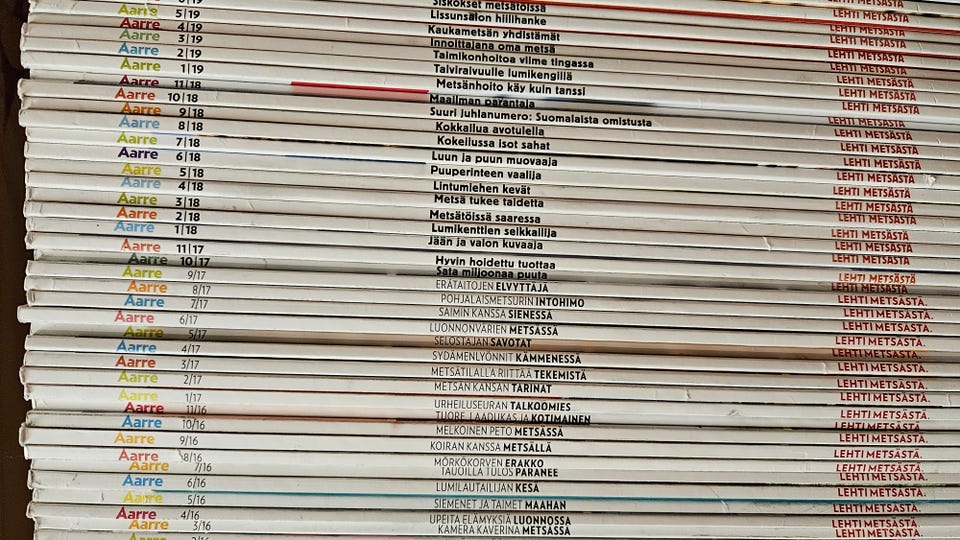 6|19 Siskokset metsätöissä LEHTI METSÄSTÄ
Aarre 5|19 Lissunsalon hiilihanke LEHTI METSÄSTÄ
Aarre 4|19 Kaukametsän yhdistämät LEHTI METSÄSTÄ
Aarre 3|19 Innoittajana oma metsä LEHTI METSÄSTÄ
Aarre 2|19 Taimikonhoitoa viime tingassa LEHTI METSÄSTÄ
Aarre 1|19 Talviraivuulle lumikengillä LEHTI METSÄSTÄ
Aarre 11|18 Metsänhoito käy kuin tanssi LEHTI METSÄSTÄ
Aarre 10|18 Maailman parantaja LEHTI METSÄSTÄ
Aarre 9|18 Suuri juhlanumero: Suomalaista omistusta LEHTI METSÄSTÄ
Aarre 8|18 Kokkailua avotulella LEHTI METSÄSTÄ
Aarre 7|18 Kokeilussa isot sahat LEHTI METSÄSTÄ
Aarre 6|18 Luun ja puun muovaaja LEHTI METSÄSTÄ
Aarre 5|18 Puuperinteen vaalija LEHTI METSÄSTÄ
Aarre 4|18 Lintumiehen kevät LEHTI METSÄSTÄ
Aarre 3|18 Metsä tukee taidetta LEHTI METSÄSTÄ
Aarre 2|18 Metsätöissä saaressa LEHTI METSÄSTÄ
Aarre 1|18 Lumikenttien seikkailija LEHTI METSÄSTÄ
Aarre 11|17 Jään ja valon kuvaaja LEHTI METSÄSTÄ
Aarre 10|17 Hyvin hoidettu tuottaa LEHTI METSÄSTÄ
Aarre 9/17 Sata miljoonaa puuta LEHTI METSÄSTÄ
Aarre 8/17 ERÄTAITOJEN ELVYTTÄJÄ LEHTI METSÄSTÄ
Aarre 7/17 POHJALAISMETSURIN INTOHIMO LEHTI METSÄSTÄ.
Aarre 6/17 SAIMIN KANSSA SIENESSÄ LEHTI METSÄSTÄ.
Aarre 5/17 LUONNONVÄRIEN METSÄSSÄ LEHTI METSÄSTÄ.
Aarre 4/17 SELOSTAJAN SAVOTAT LEHTI METSÄSTÄ.
Aarre 3/17 SYDÄMENLYÖNNIT KÄMMENESSÄ LEHTI METSÄSTÄ.
Aarre 2/17 METSÄTILALLA RIITTÄÄ TEKEMISTÄ LEHTI METSÄSTÄ.
Aarre 1/17 METSÄN KANSAN TARINAT LEHTI METSÄSTÄ.
Aarre 11/16 URHEILUSEURAN TALKOOMIES LEHTI METSÄSTÄ.
Aarre 10/16 TUORE, LAADUKAS JA KOTIMAINEN LEHTI METSÄSTÄ.
Aarre 9/16 MELKOINEN PETO METSÄSSÄ LEHTI METSÄSTÄ.
Aarre 8/16 KOIRAN KANSSA METSÄLLÄ LEHTI METSÄSTÄ.
Aarre 7/16 MÖRKÖKORVEN ERAKKO LEHTI METSÄSTÄ.
TAUOILLA TULOS PARANEE LEHTI METSÄSTÄ.
Aarre 6/16 LUMILAUTAILIJAN KESÄ LEHTI METSÄSTÄ.
Aarre 5/16 SIEMENET JA TAIMET MAAHAN LEHTI METSÄSTÄ.
Aarre 4/16 UPEITA ELÄMYKSIÄ LUONNOSSA LEHTI METSÄSTÄ.
Aarre 3/16 KAMERA KAVERINA METSÄSSÄ LEHTI METSÄSTÄ.